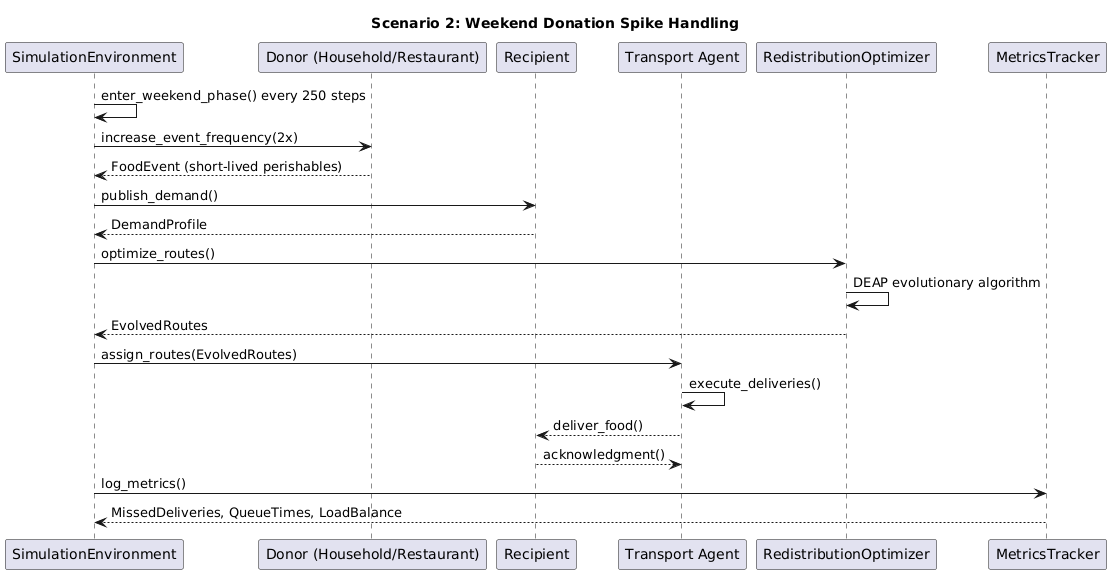 Scenario 2: Weekend Donation Spike Handling
SimulationEnvironment
Donor (Household/Restaurant)
Recipient
Transport Agent
RedistributionOptimizer
MetricsTracker
enter_weekend_phase() every 250 steps
increase_event_frequency(2x)
FoodEvent (short-lived perishables)
publish_demand()
DemandProfile
optimize_routes()
DEAP evolutionary algorithm
EvolvedRoutes
assign_routes(EvolvedRoutes)
execute_deliveries()
deliver_food()
acknowledgment()
log_metrics()
MissedDeliveries, QueueTimes, LoadBalance
SimulationEnvironment
Donor (Household/Restaurant)
Recipient
Transport Agent
RedistributionOptimizer
MetricsTracker